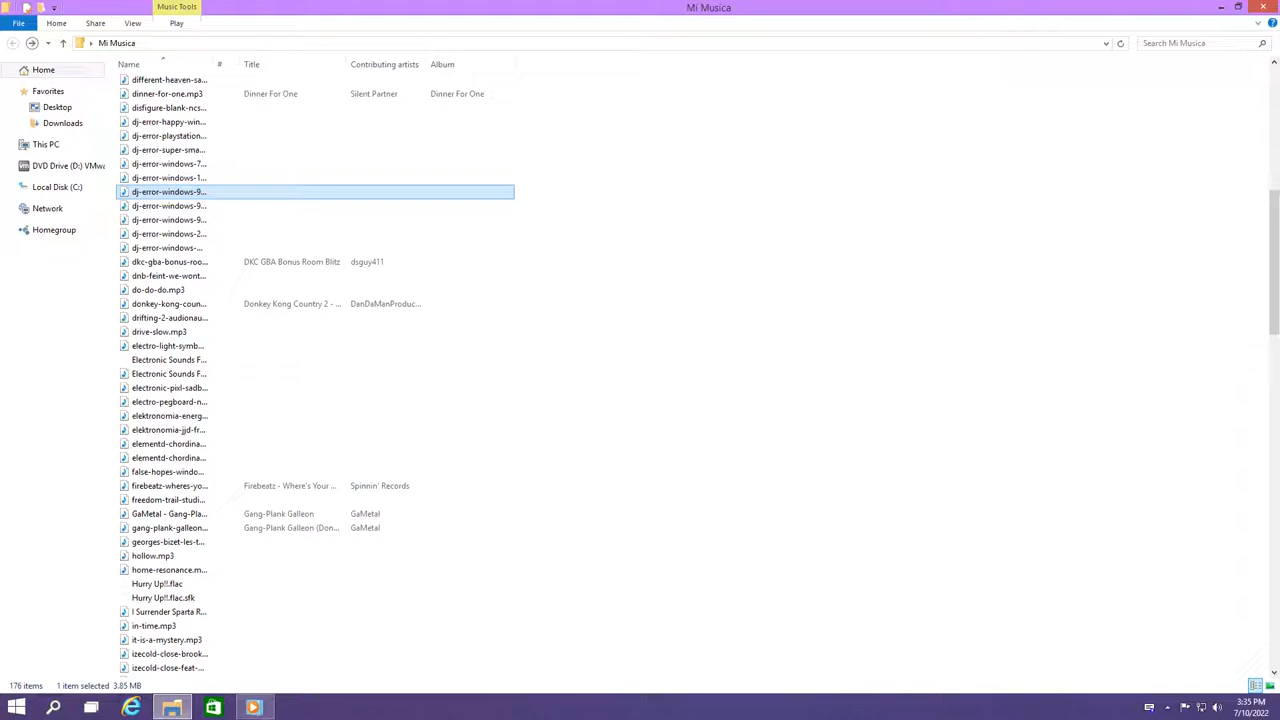 Music Tools
Mi Musica
File Home Share View Play
Mi Musica
Search Mi Musica
Name # Title Contributing artists Album
Home
Favorites
Desktop
Downloads
This PC
DVD Drive (D:) VMwa
Local Disk (C:)
Network
Homegroup
different-heaven-sa...
dinner-for-one.mp3 Dinner For One Silent Partner Dinner For One
disfigure-blank-ncs...
dj-error-happy-win...
dj-error-playstation...
dj-error-super-sma...
dj-error-windows-7...
dj-error-windows-1...
dj-error-windows-9...
dj-error-windows-9...
dj-error-windows-9...
dj-error-windows-2...
dj-error-windows-...
dkc-gba-bonus-roo... DKC GBA Bonus Room Blitz dsguy411
dnb-feint-we-wont...
do-do-do.mp3
donkey-kong-coun... Donkey Kong Country 2 - ... DanDaManProduc...
drifting-2-audionau...
drive-slow.mp3
electro-light-symb...
Electronic Sounds F...
Electronic Sounds F...
electronic-pixl-sadb...
electro-pegboard-n...
elektronomia-energ...
elektronomia-jjd-fr...
elementd-chordina...
elementd-chordina...
false-hopes-windo...
firebeatz-wheres-yo... Firebeatz - Where's Your ... Spinnin' Records
freedom-trail-studi...
GaMetal - Gang-Pla... Gang-Plank Galleon GaMetal
gang-plank-galleon... Gang-Plank Galleon (Don... GaMetal
georges-bizet-les-t...
hollow.mp3
home-resonance.m...
Hurry Up!!.flac
Hurry Up!!.flac.sfk
I Surrender Sparta R...
in-time.mp3
it-is-a-mystery.mp3
izecold-close-brook...
izecold-close-feat-...
176 items 1 item selected 3.85 MB
3:35 PM
7/10/2022